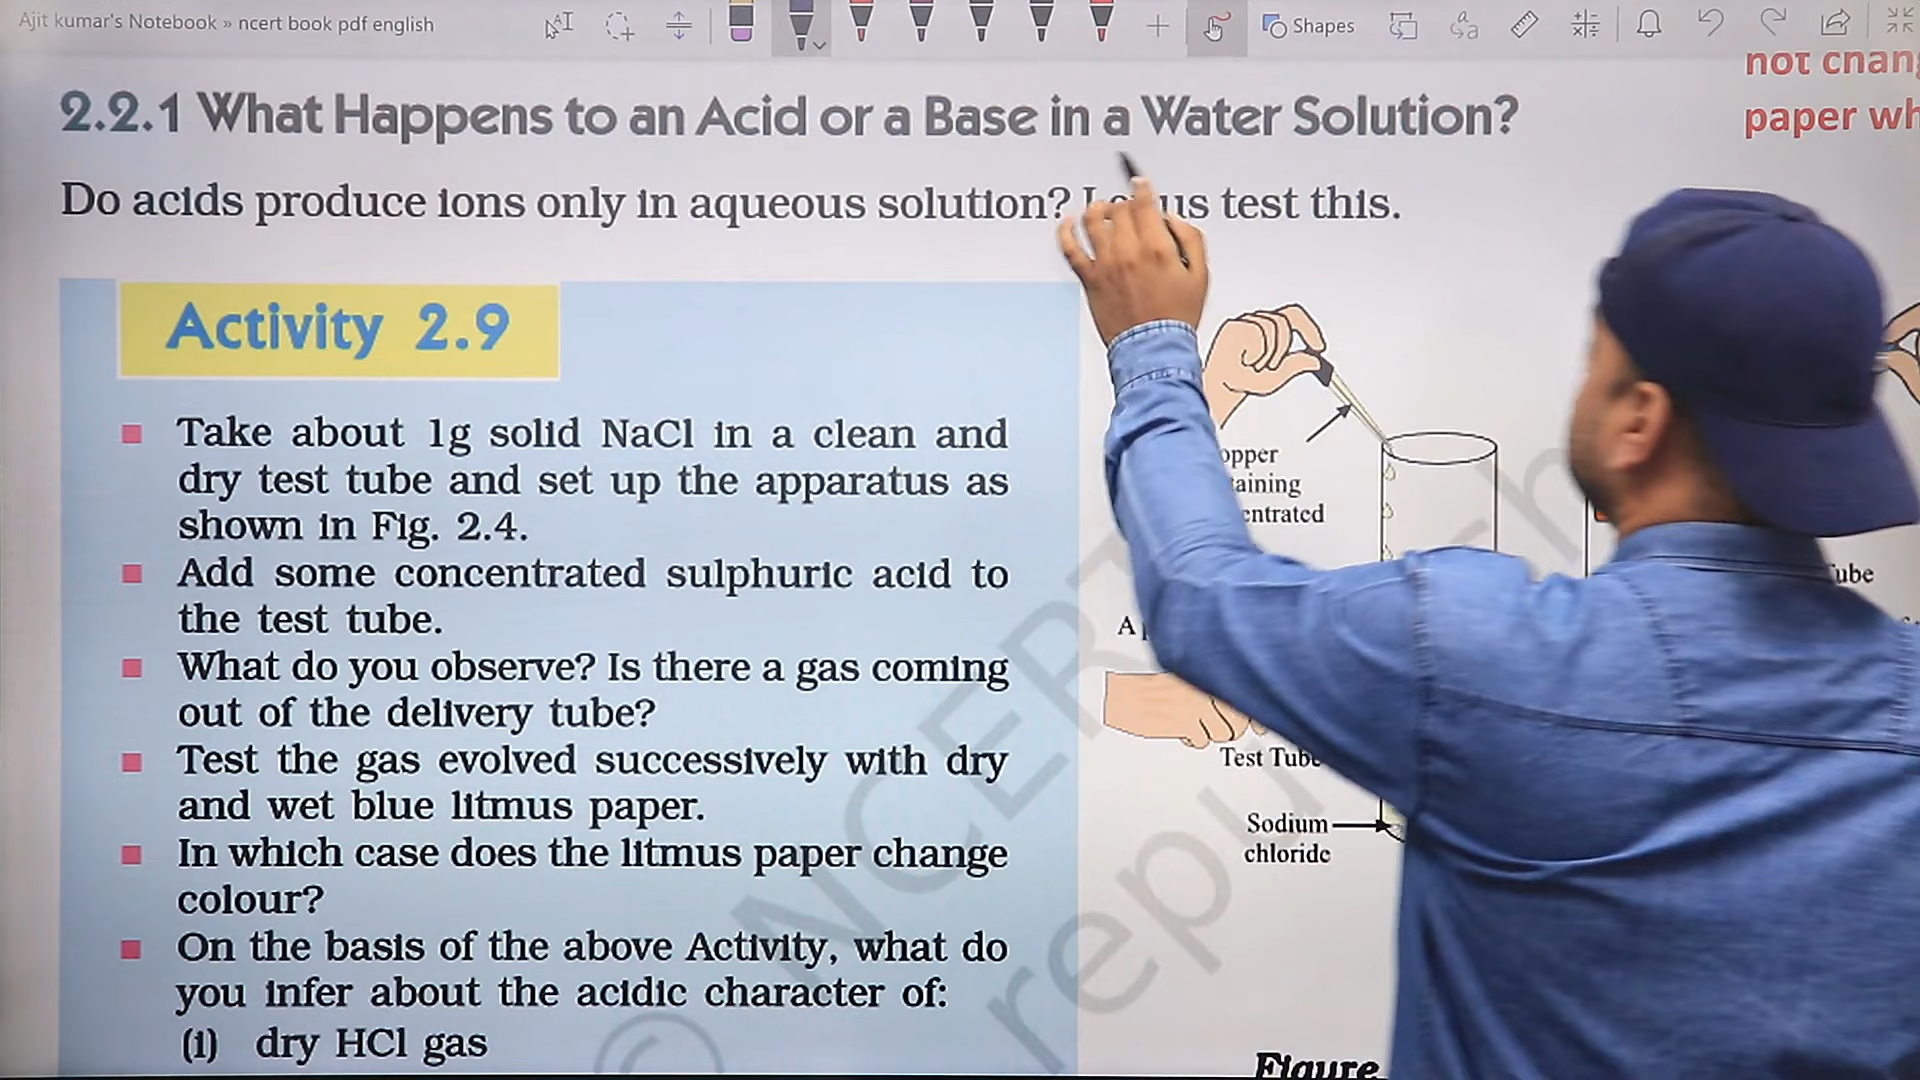 Ajit kumar's Notebook » ncert book pdf english
Shapes
not chan
paper wh
2.2.1 What Happens to an Acid or a Base in a Water Solution?
Do acids produce ions only in aqueous solution? Let us test this.
Activity 2.9
Take about 1g solid NaCl in a clean and
dry test tube and set up the apparatus as
shown in Fig. 2.4.
Add some concentrated sulphuric acid to
the test tube.
What do you observe? Is there a gas coming
out of the delivery tube?
Test the gas evolved successively with dry
and wet blue litmus paper.
In which case does the litmus paper change
colour?
On the basis of the above Activity, what do
you infer about the acidic character of:
(i) dry HCl gas
opper
aining
entrated
ube
A
Test Tube
Sodium
chloride
Figure
© NCERT
repu